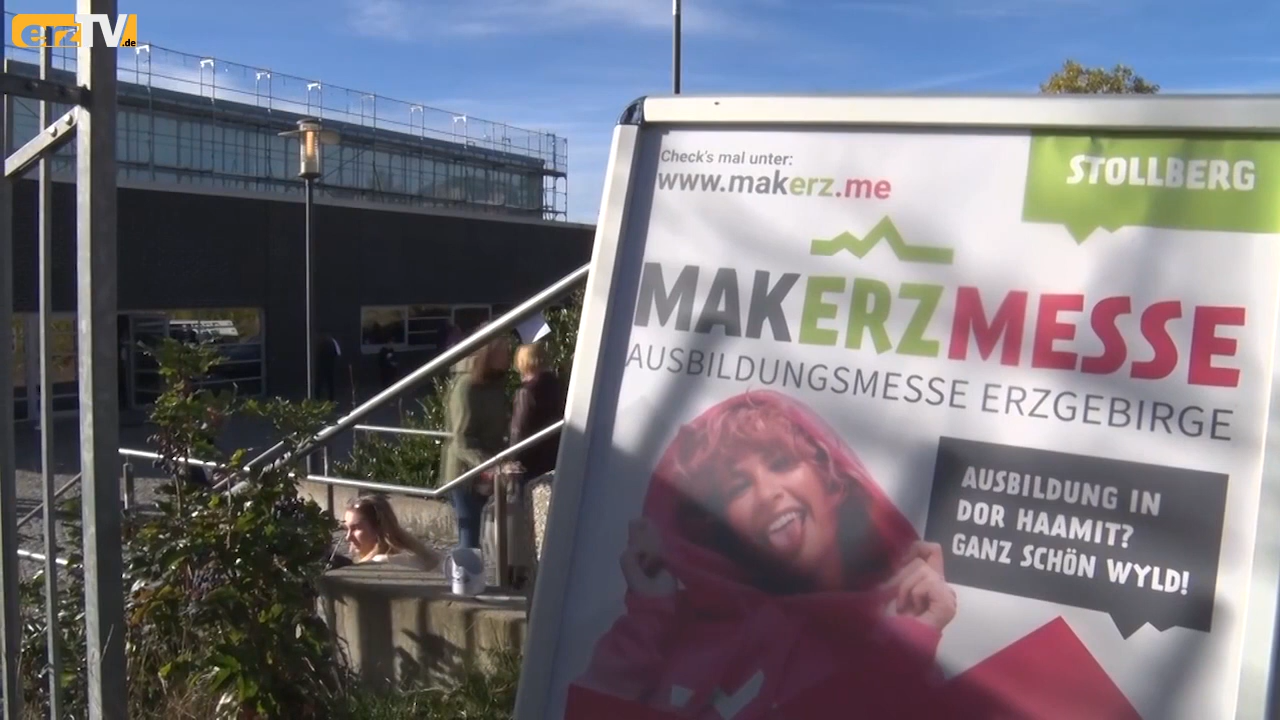 erzTV.de
Check's mal unter:
www.makerz.me
STOLLBERG
MAKERZMESSE
AUSBILDUNGSMESSE ERZGEBIRGE
AUSBILDUNG IN
DOR HAAMIT?
GANZ SCHÖN WYLD!